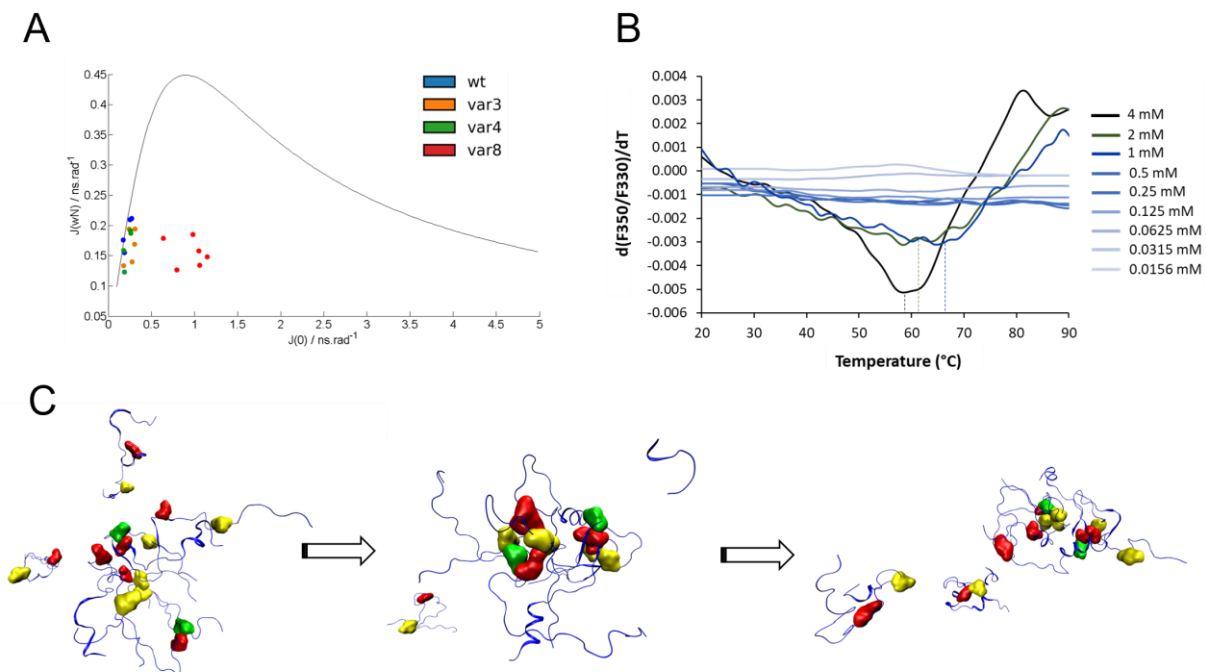 A
B
0.45
0.4
0.35
0.3
0.25
0.2
0.15
0.1
0.05
J(wN) / ns.rad⁻¹
0
0.5
1
1.5
2
2.5
3
3.5
4
4.5
5
J(0) / ns.rad⁻¹
wt
var3
var4
var8
0.004
0.003
0.002
0.001
0.000
-0.001
-0.002
-0.003
-0.004
-0.005
-0.006
d(F350/F330)/dT
20
30
40
50
60
70
80
90
Temperature (°C)
4 mM
2 mM
1 mM
0.5 mM
0.25 mM
0.125 mM
0.0625 mM
0.0315 mM
0.0156 mM
C